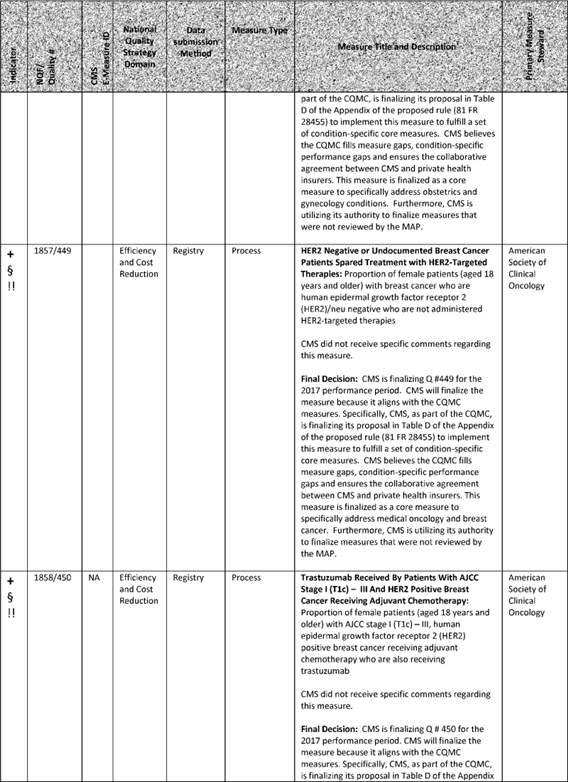 Indicator
NQF/
Quality #
CMS
E-Measure ID
National
Quality
Strategy
Domain
Data
submission
Method
Measure Type
Measure Title and Description
Primary Measure
Steward
part of the CQMC, is finalizing its proposal in Table
D of the Appendix of the proposed rule (81 FR
28455) to implement this measure to fulfill a set
of condition-specific core measures.  CMS believes
the CQMC fills measure gaps, condition-specific
performance gaps and ensures the collaborative
agreement between CMS and private health
insurers. This measure is finalized as a core
measure to specifically address obstetrics and
gynecology conditions.  Furthermore, CMS is
utilizing its authority to finalize measures that
were not reviewed by the MAP.
+
§
!!
1857/449
Efficiency
and Cost
Reduction
Registry
Process
HER2 Negative or Undocumented Breast Cancer
Patients Spared Treatment with HER2-Targeted
Therapies: Proportion of female patients (aged 18
years and older) with breast cancer who are
human epidermal growth factor receptor 2
(HER2)/neu negative who are not administered
HER2-targeted therapies
CMS did not receive specific comments regarding
this measure.
Final Decision:  CMS is finalizing Q #449 for the
2017 performance period.  CMS will finalize the
measure because it aligns with the CQMC
measures. Specifically, CMS, as part of the CQMC,
is finalizing its proposal in Table D of the Appendix
of the proposed rule (81 FR 28455) to implement
this measure to fulfill a set of condition-specific
core measures.  CMS believes the CQMC fills
measure gaps, condition-specific performance
gaps and ensures the collaborative agreement
between CMS and private health insurers. This
measure is finalized as a core measure to
specifically address medical oncology and breast
cancer.  Furthermore, CMS is utilizing its authority
to finalize measures that were not reviewed by
the MAP.
American
Society of
Clinical
Oncology
+
§
!!
1858/450
NA
Efficiency
and Cost
Reduction
Registry
Process
Trastuzumab Received By Patients With AJCC
Stage I (T1c) –  III And HER2 Positive Breast
Cancer Receiving Adjuvant Chemotherapy:
Proportion of female patients (aged 18 years and
older) with AJCC stage I (T1c) – III, human
epidermal growth factor receptor 2 (HER2)
positive breast cancer receiving adjuvant
chemotherapy who are also receiving
trastuzumab
CMS did not receive specific comments regarding
this measure.
Final Decision:  CMS is finalizing Q # 450 for the
2017 performance period. CMS will finalize the
measure because it aligns with the CQMC
measures. Specifically, CMS, as part of the CQMC,
is finalizing its proposal in Table D of the Appendix
American
Society of
Clinical
Oncology